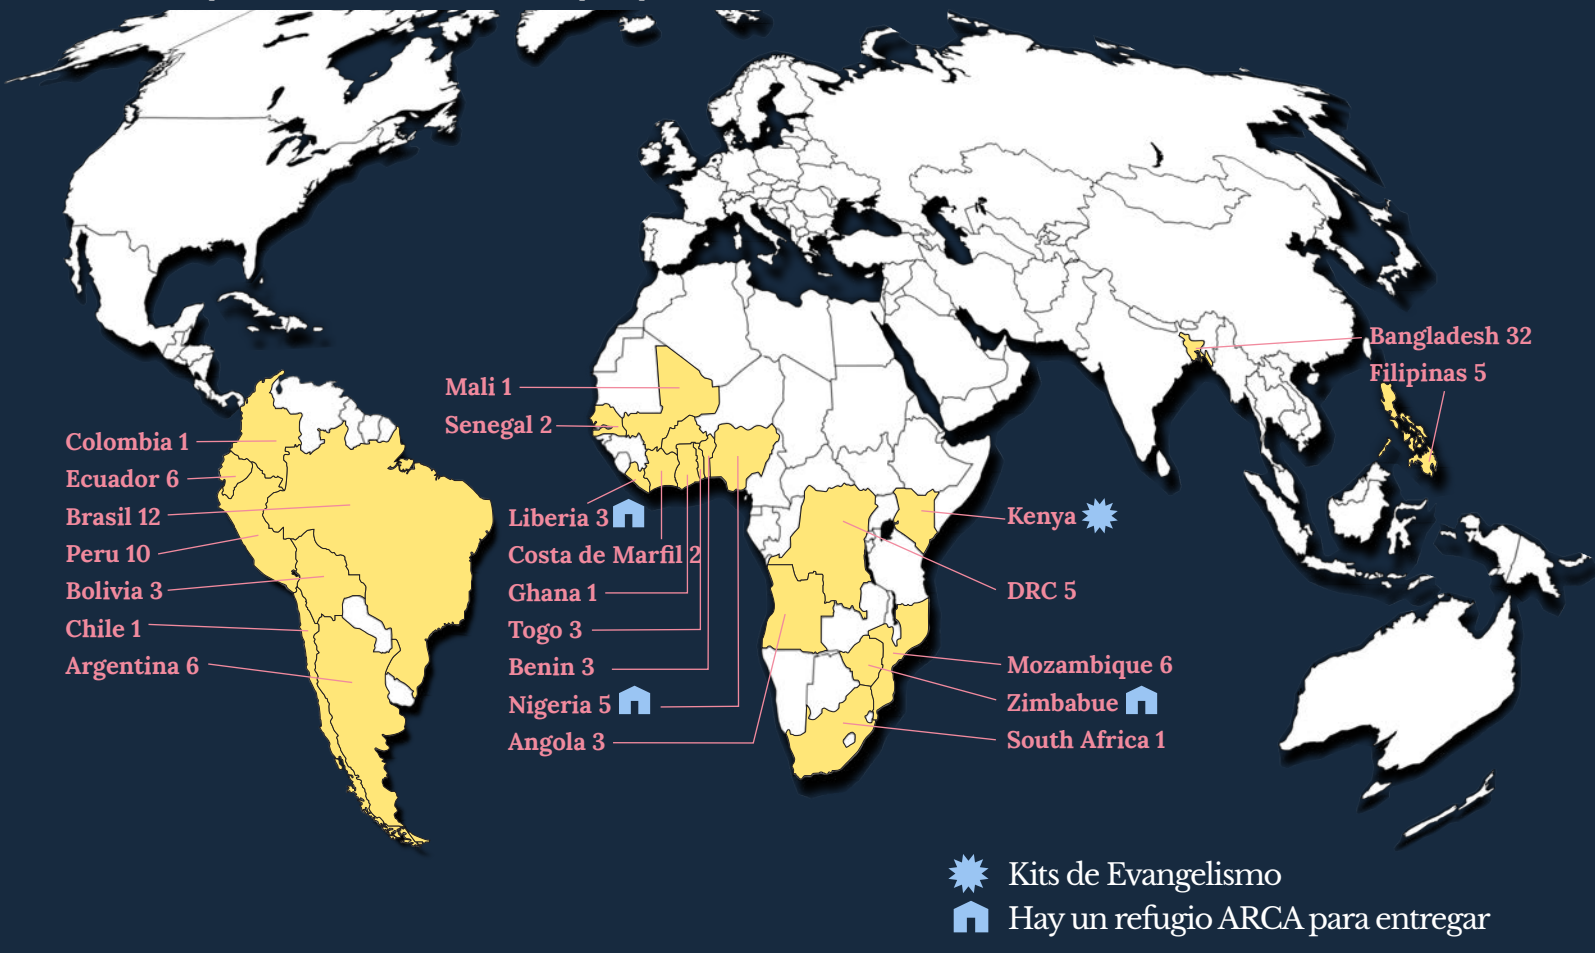 Colombia 1
Ecuador 6
Brasil 12
Peru 10
Bolivia 3
Chile 1
Argentina 6
Mali 1
Senegal 2
Liberia 3
Costa de Marfil 2
Ghana 1
Togo 3
Benin 3
Nigeria 5
Angola 3
Kenya
DRC 5
Mozambique 6
Zimbabue
South Africa 1
Bangladesh 32
Filipinas 5
Kits de Evangelismo
Hay un refugio ARCA para entregar